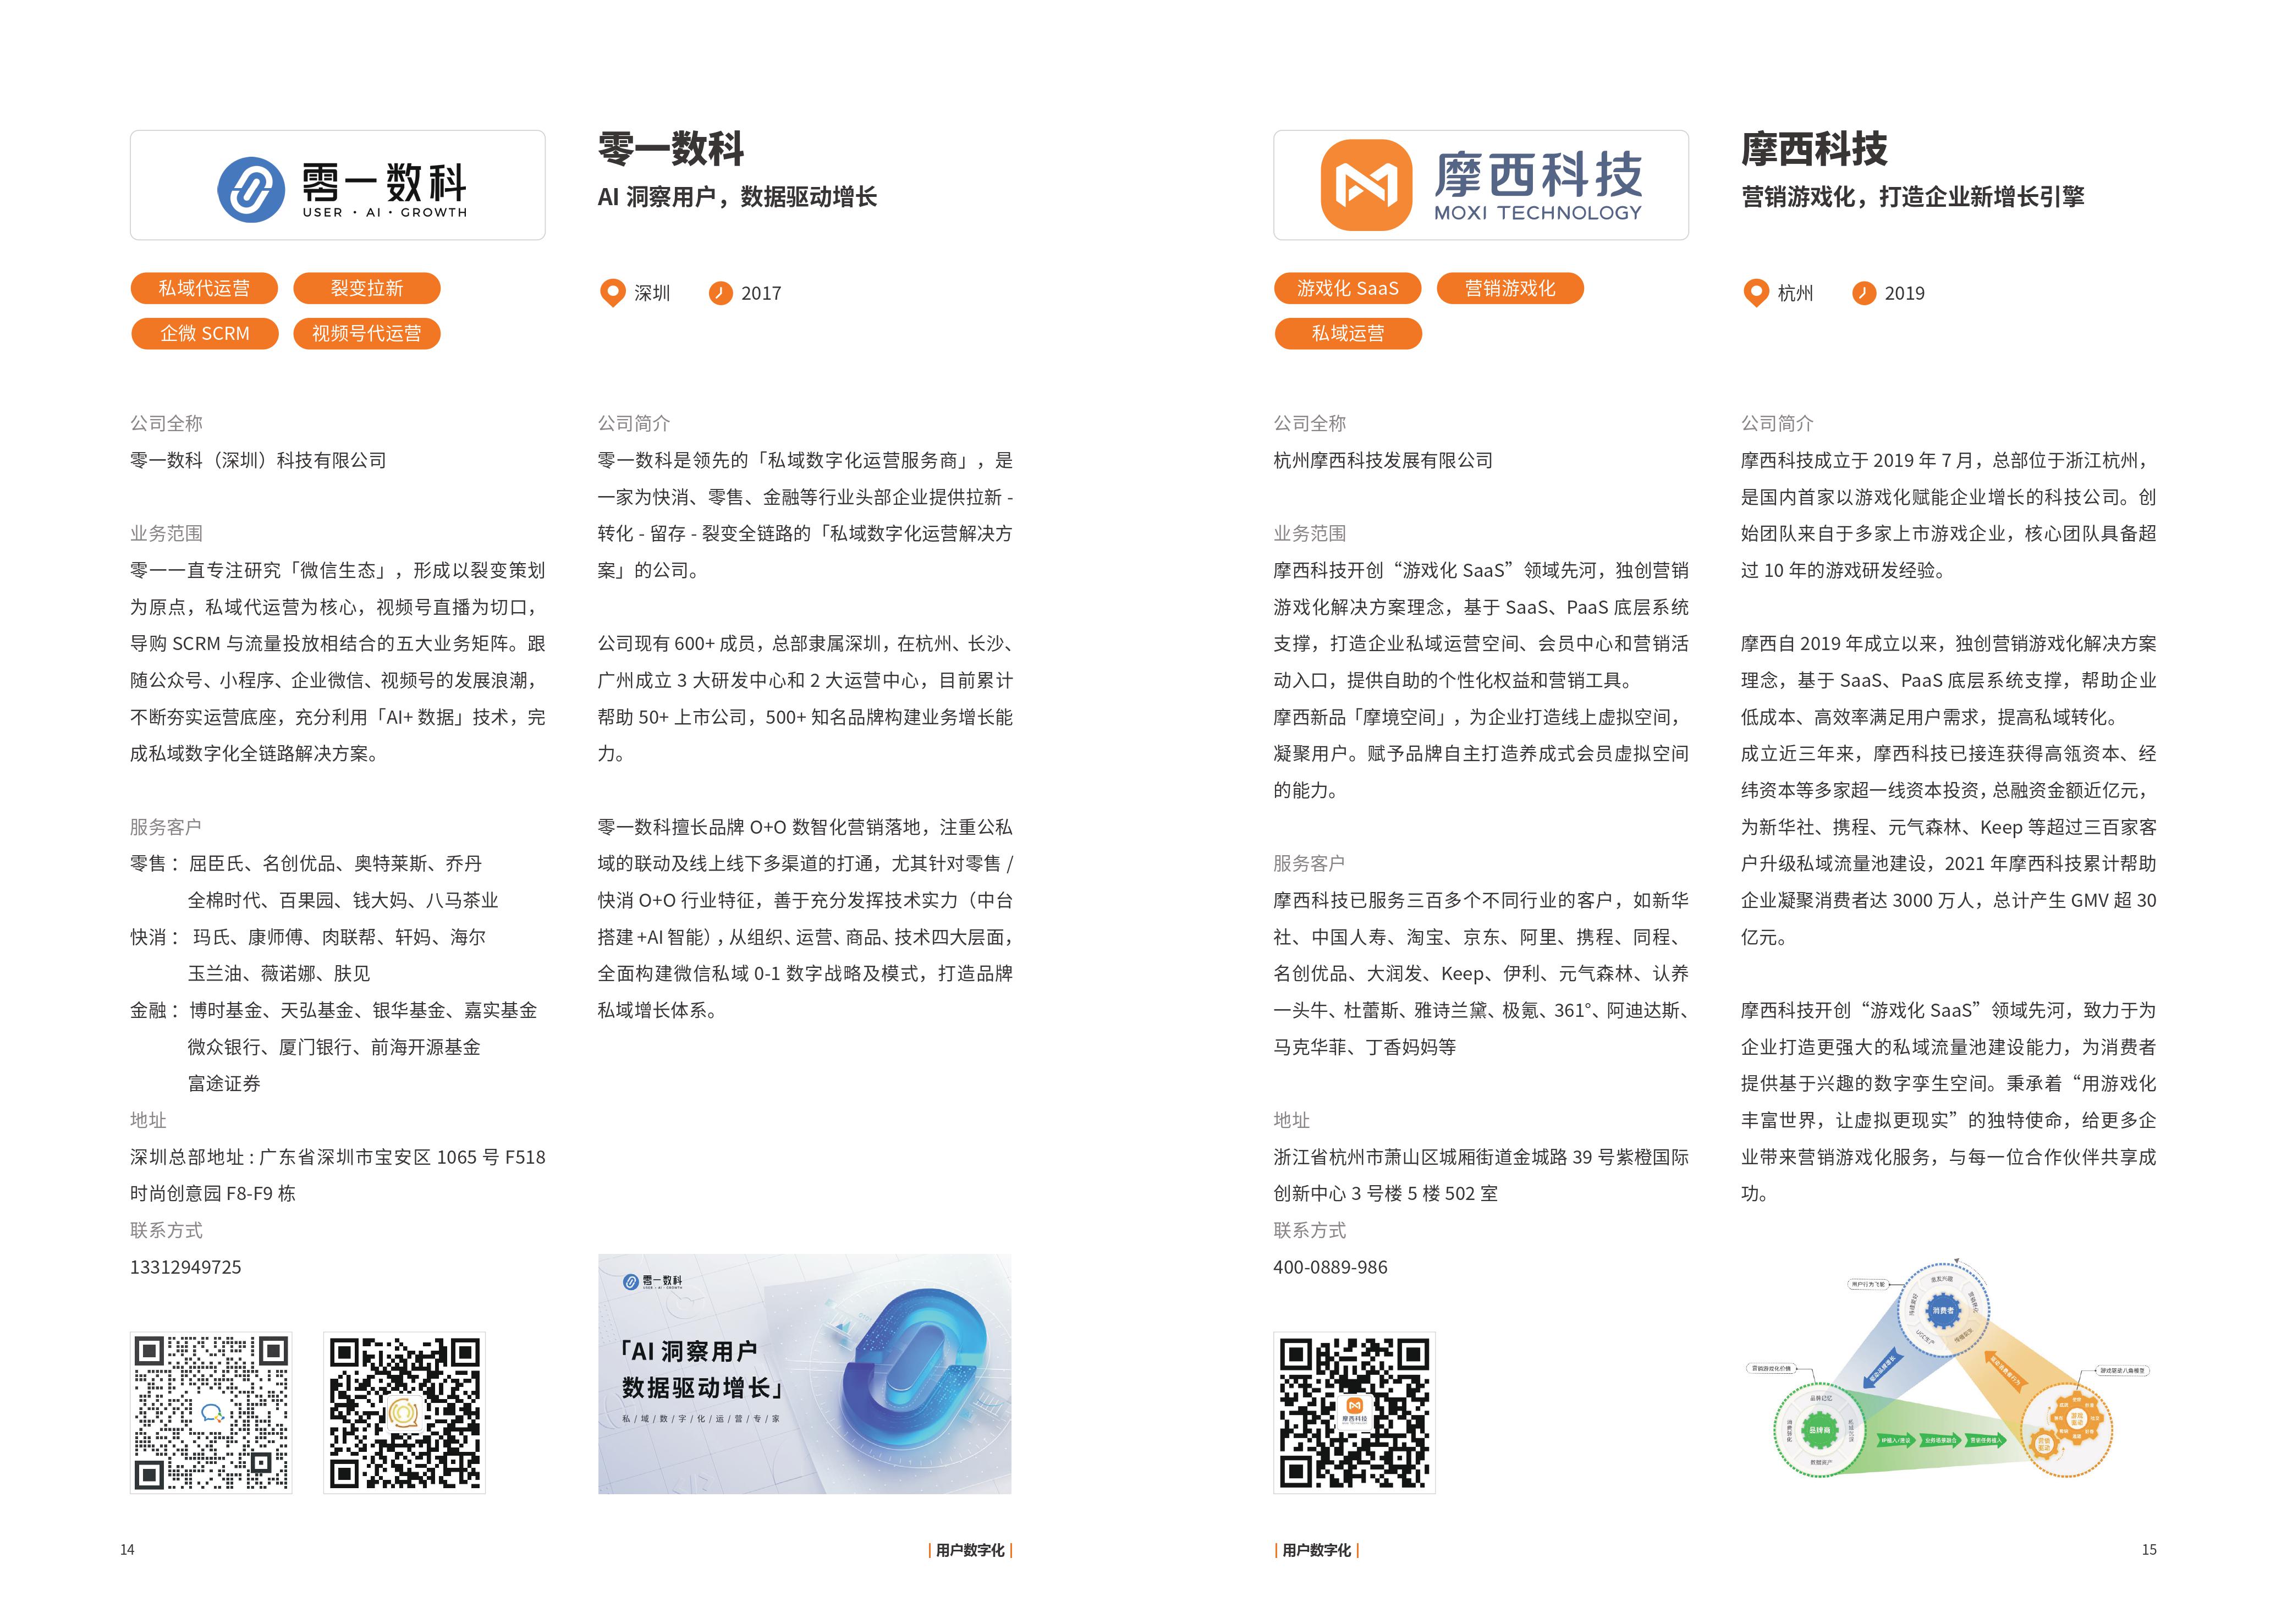 零一数科
USER · AI · GROWTH
零一数科
AI 洞察用户，数据驱动增长
私域代运营
裂变拉新
企微 SCRM
视频号代运营
深圳
2017
公司全称
零一数科（深圳）科技有限公司
业务范围
零一一直专注研究「微信生态」，形成以裂变策划
为原点，私域代运营为核心，视频号直播为切口，
导购 SCRM 与流量投放相结合的五大业务矩阵。跟
随公众号、小程序、企业微信、视频号的发展浪潮，
不断夯实运营底座，充分利用「AI+ 数据」技术，完
成私域数字化全链路解决方案。
服务客户
零售：屈臣氏、名创优品、奥特莱斯、乔丹
全棉时代、百果园、钱大妈、八马茶业
快消： 玛氏、康师傅、肉联帮、轩妈、海尔
玉兰油、薇诺娜、肤见
金融：博时基金、天弘基金、银华基金、嘉实基金
微众银行、厦门银行、前海开源基金
富途证券
地址
深圳总部地址 : 广东省深圳市宝安区 1065 号 F518
时尚创意园 F8-F9 栋
联系方式
13312949725
公司简介
零一数科是领先的「私域数字化运营服务商」，是
一家为快消、零售、金融等行业头部企业提供拉新 -
转化 - 留存 - 裂变全链路的「私域数字化运营解决方
案」的公司。
公司现有 600+ 成员，总部隶属深圳，在杭州、长沙、
广州成立 3 大研发中心和 2 大运营中心，目前累计
帮助 50+ 上市公司，500+ 知名品牌构建业务增长能
力。
零一数科擅长品牌 O+O 数智化营销落地，注重公私
域的联动及线上线下多渠道的打通，尤其针对零售 /
快消 O+O 行业特征，善于充分发挥技术实力（中台
搭建 +AI 智能），从组织、运营、商品、技术四大层面，
全面构建微信私域 0-1 数字战略及模式，打造品牌
私域增长体系。
零一数科
USER · AI · GROWTH
「AI 洞察用户
数据驱动增长」
私 / 域 / 数 / 字 / 化 / 运 / 营 / 专 / 家
14
| 用户数字化 |
摩西科技
MOXI TECHNOLOGY
摩西科技
营销游戏化，打造企业新增长引擎
游戏化 SaaS
营销游戏化
私域运营
杭州
2019
公司全称
杭州摩西科技发展有限公司
业务范围
摩西科技开创“游戏化 SaaS”领域先河，独创营销
游戏化解决方案理念，基于 SaaS、PaaS 底层系统
支撑，打造企业私域运营空间、会员中心和营销活
动入口，提供自助的个性化权益和营销工具。
摩西新品「摩境空间」，为企业打造线上虚拟空间，
凝聚用户。赋予品牌自主打造养成式会员虚拟空间
的能力。
服务客户
摩西科技已服务三百多个不同行业的客户，如新华
社、中国人寿、淘宝、京东、阿里、携程、同程、
名创优品、大润发、Keep、伊利、元气森林、认养
一头牛、杜蕾斯、雅诗兰黛、极氪、361°、阿迪达斯、
马克华菲、丁香妈妈等
地址
浙江省杭州市萧山区城厢街道金城路 39 号紫橙国际
创新中心 3 号楼 5 楼 502 室
联系方式
400-0889-986
摩西科技
公司简介
摩西科技成立于 2019 年 7 月，总部位于浙江杭州，
是国内首家以游戏化赋能企业增长的科技公司。创
始团队来自于多家上市游戏企业，核心团队具备超
过 10 年的游戏研发经验。
摩西自 2019 年成立以来，独创营销游戏化解决方案
理念，基于 SaaS、PaaS 底层系统支撑，帮助企业
低成本、高效率满足用户需求，提高私域转化。
成立近三年来，摩西科技已接连获得高瓴资本、经
纬资本等多家超一线资本投资，总融资金额近亿元，
为新华社、携程、元气森林、Keep 等超过三百家客
户升级私域流量池建设，2021 年摩西科技累计帮助
企业凝聚消费者达 3000 万人，总计产生 GMV 超 30
亿元。
摩西科技开创“游戏化 SaaS”领域先河，致力于为
企业打造更强大的私域流量池建设能力，为消费者
提供基于兴趣的数字孪生空间。秉承着“用游戏化
丰富世界，让虚拟更现实”的独特使命，给更多企
业带来营销游戏化服务，与每一位合作伙伴共享成
功。
用户行为飞轮
消费者
营销游戏化价值
品牌记忆
品牌商
数据资产
游戏驱动八角模型
| 用户数字化 |
15